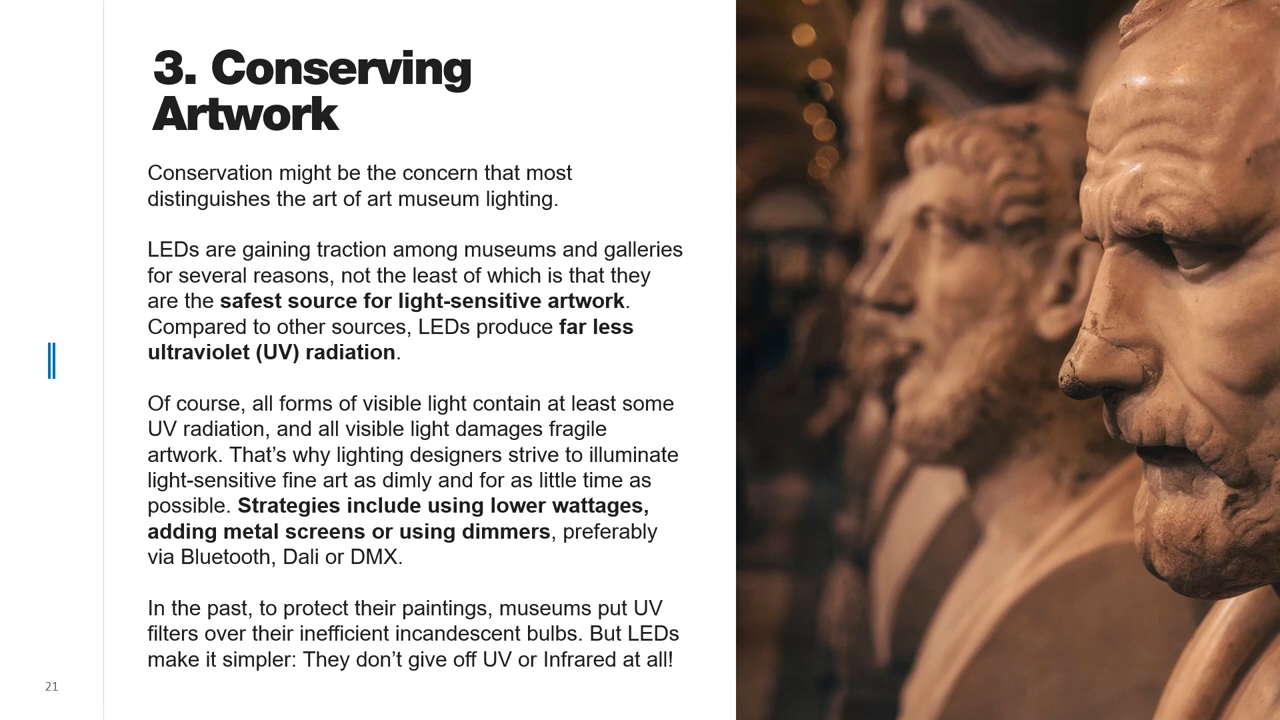 3. Conserving
Artwork
Conservation might be the concern that most
distinguishes the art of art museum lighting.
LEDs are gaining traction among museums and galleries
for several reasons, not the least of which is that they
are the safest source for light-sensitive artwork.
Compared to other sources, LEDs produce far less
ultraviolet (UV) radiation.
Of course, all forms of visible light contain at least some
UV radiation, and all visible light damages fragile
artwork. That’s why lighting designers strive to illuminate
light-sensitive fine art as dimly and for as little time as
possible. Strategies include using lower wattages,
adding metal screens or using dimmers, preferably
via Bluetooth, Dali or DMX.
In the past, to protect their paintings, museums put UV
filters over their inefficient incandescent bulbs. But LEDs
make it simpler: They don’t give off UV or Infrared at all!
21